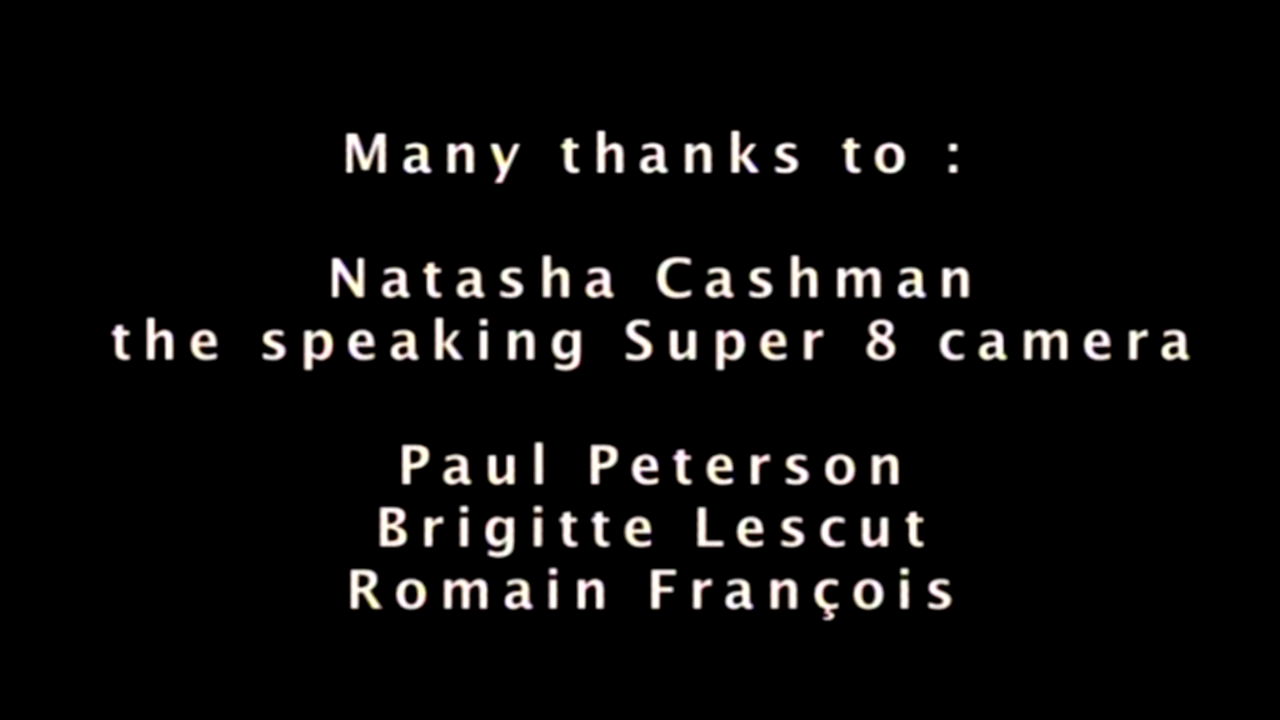 Many thanks to :
Natasha Cashman
the speaking Super 8 camera
Paul Peterson
Brigitte Lescut
Romain François